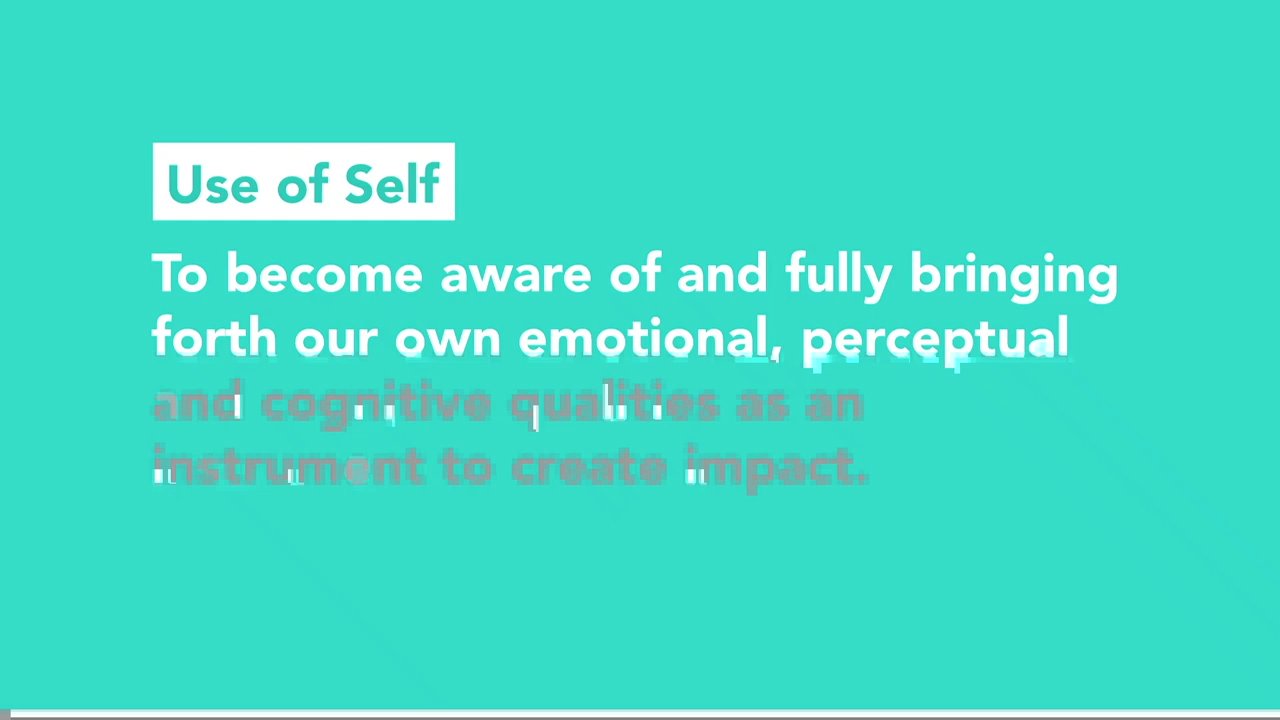 Use of Self
To become aware of and fully bringing
forth our own emotional, perceptual
and cognitive qualities as an
instrument to create impact.